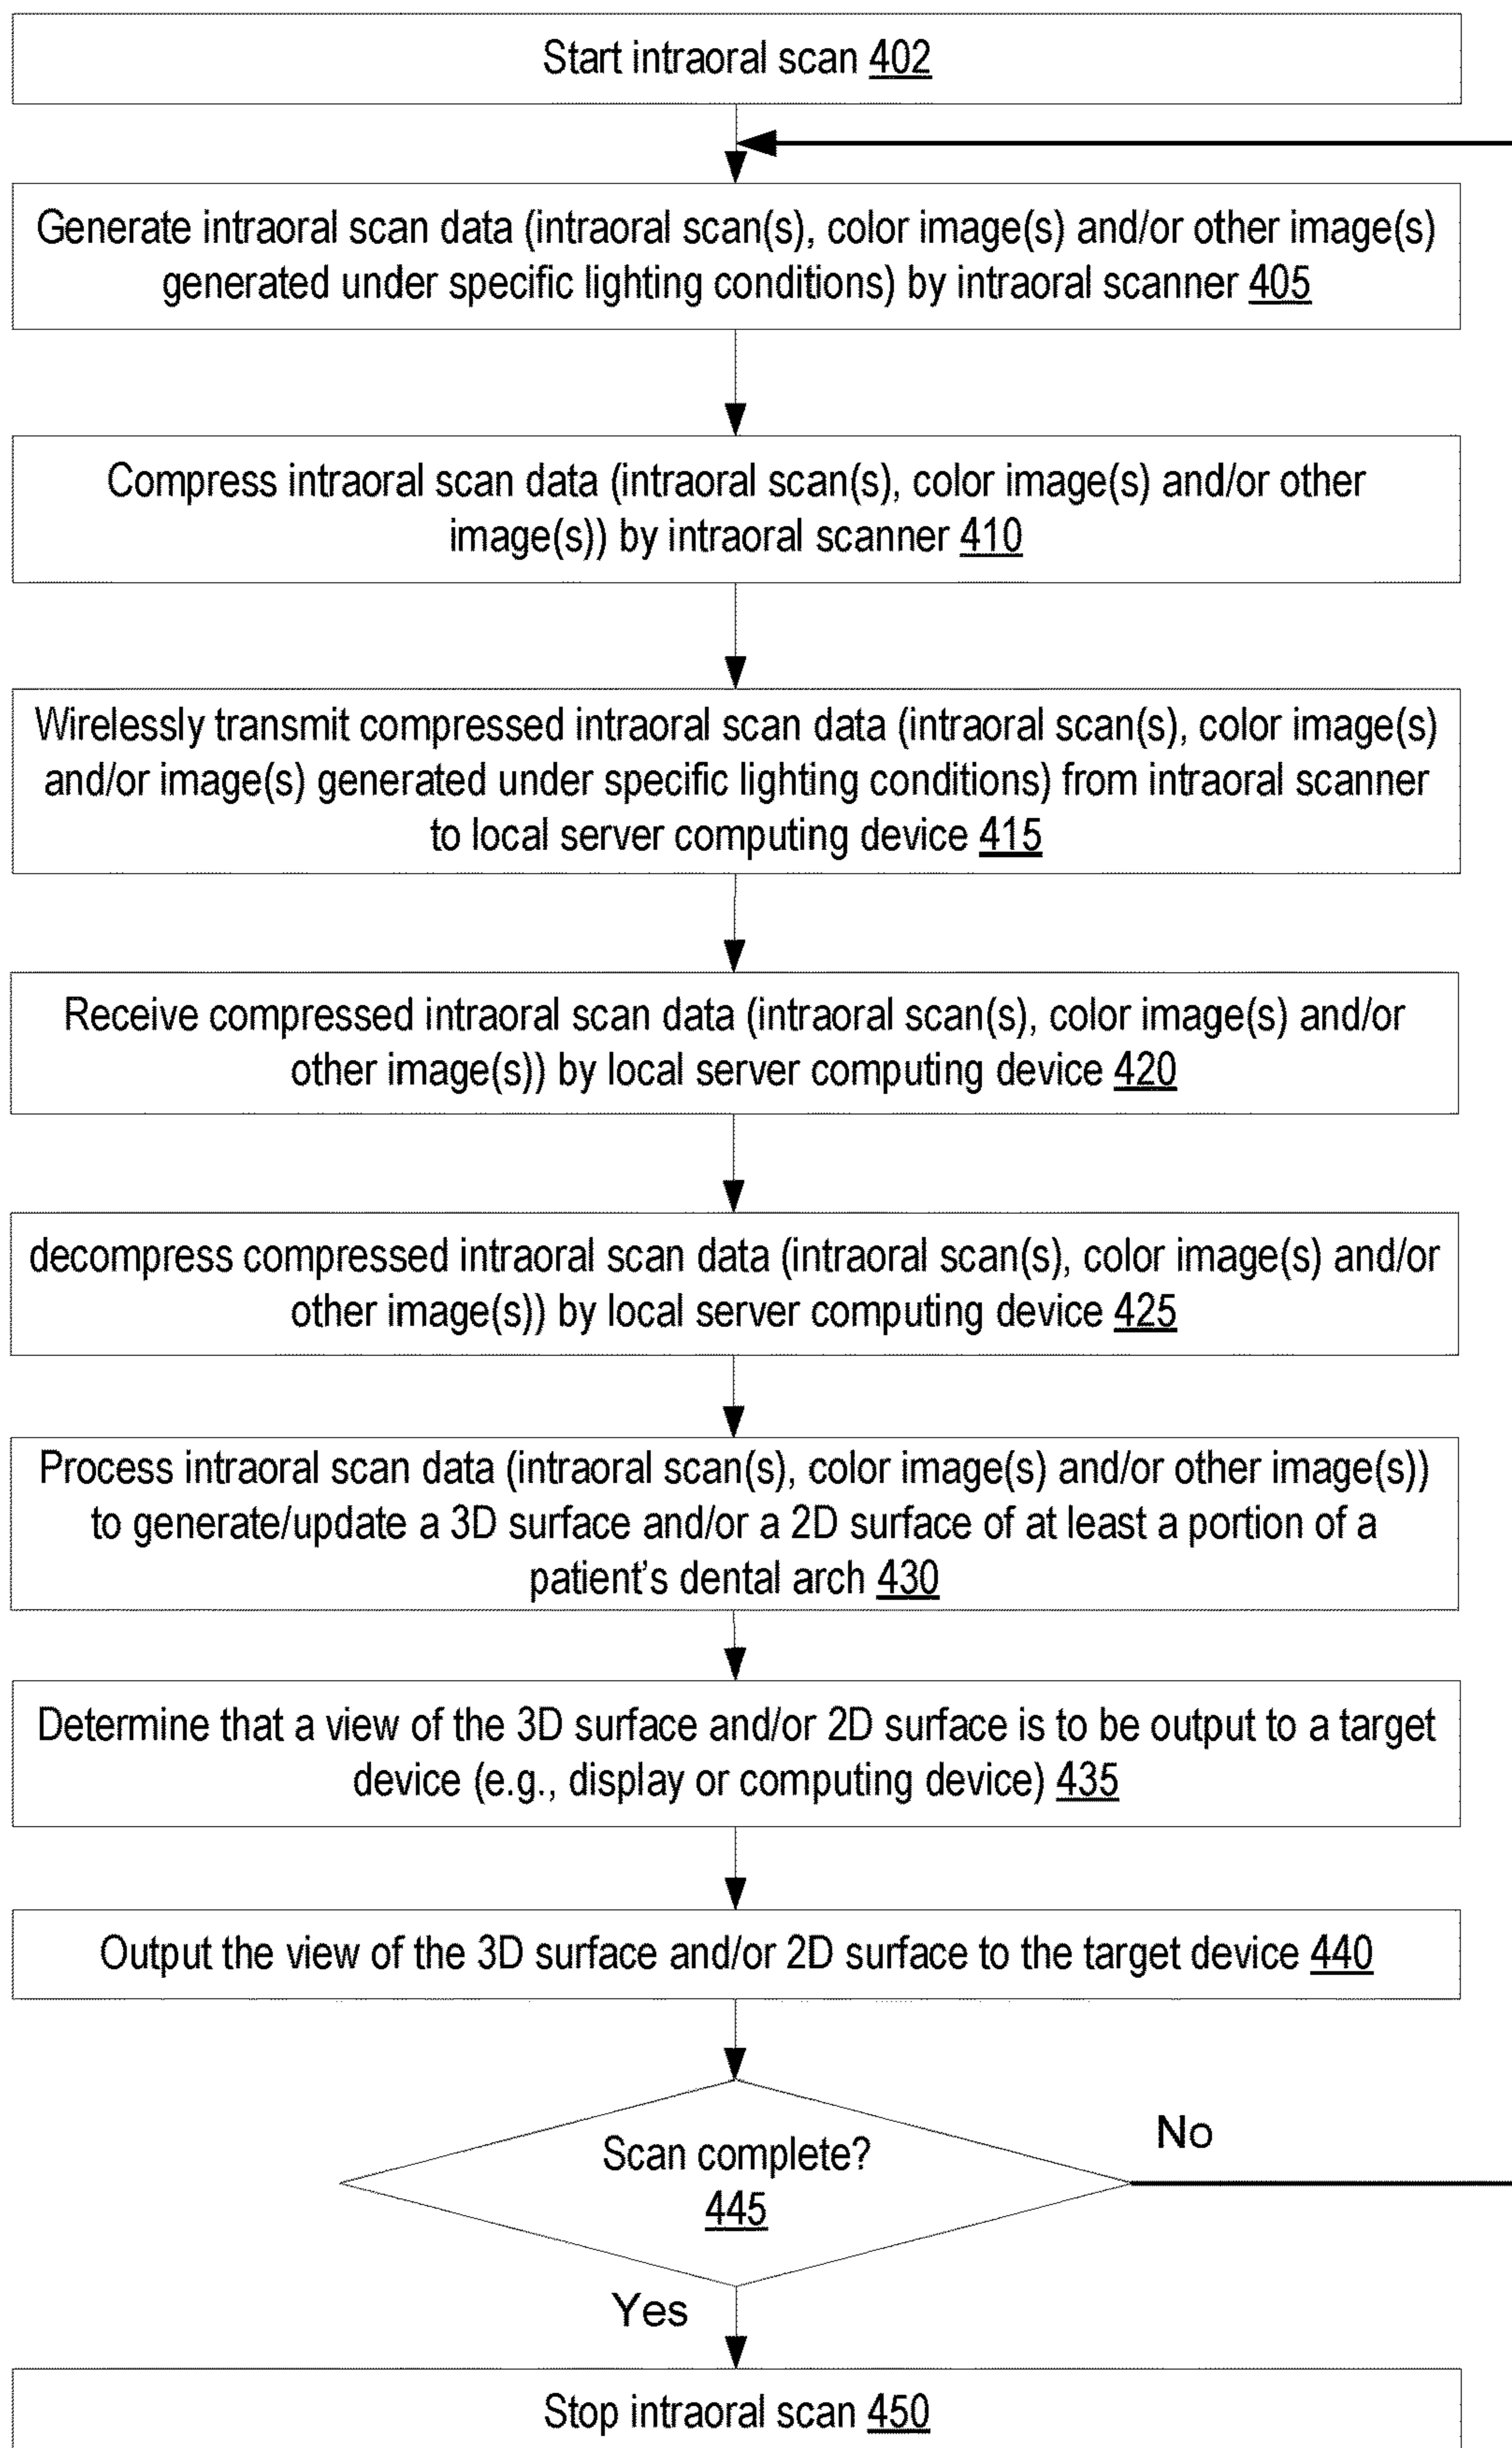 Start intraoral scan 402
Generate intraoral scan data (intraoral scan(s), color image(s) and/or other image(s)
generated under specific lighting conditions) by intraoral scanner 405
Compress intraoral scan data (intraoral scan(s), color image(s) and/or other
image(s)) by intraoral scanner 410
Wirelessly transmit compressed intraoral scan data (intraoral scan(s), color image(s)
and/or image(s) generated under specific lighting conditions) from intraoral scanner
to local server computing device 415
Receive compressed intraoral scan data (intraoral scan(s), color image(s) and/or
other image(s)) by local server computing device 420
decompress compressed intraoral scan data (intraoral scan(s), color image(s) and/or
other image(s)) by local server computing device 425
Process intraoral scan data (intraoral scan(s), color image(s) and/or other image(s))
to generate/update a 3D surface and/or a 2D surface of at least a portion of a
patient's dental arch 430
Determine that a view of the 3D surface and/or 2D surface is to be output to a target
device (e.g., display or computing device) 435
Output the view of the 3D surface and/or 2D surface to the target device 440
Scan complete?
445
No
Yes
Stop intraoral scan 450